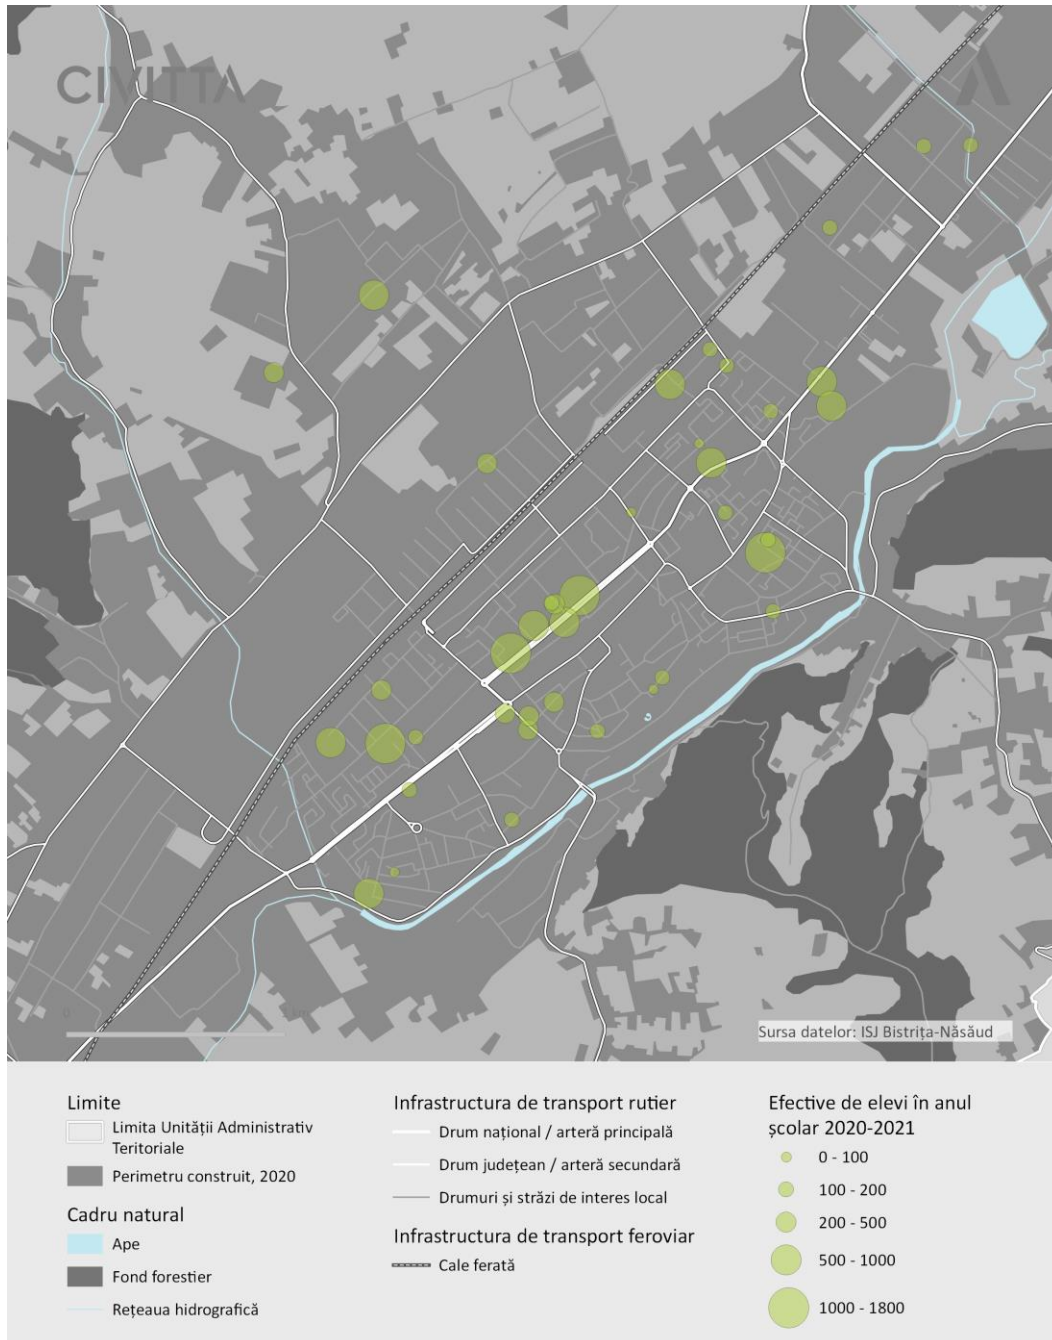 CIVITTA
0
Sursa datelor: ISJ Bistrița-Năsăud
Limite
Limita Unității Administrativ
Teritoriale
Perimetru construit, 2020
Cadru natural
Ape
Fond forestier
Rețeaua hidrografică
Infrastructura de transport rutier
Drum național / arteră principală
Drum județean / arteră secundară
Drumuri și străzi de interes local
Infrastructura de transport feroviar
Cale ferată
Efective de elevi în anul
școlar 2020-2021
0 - 100
100 - 200
200 - 500
500 - 1000
1000 - 1800